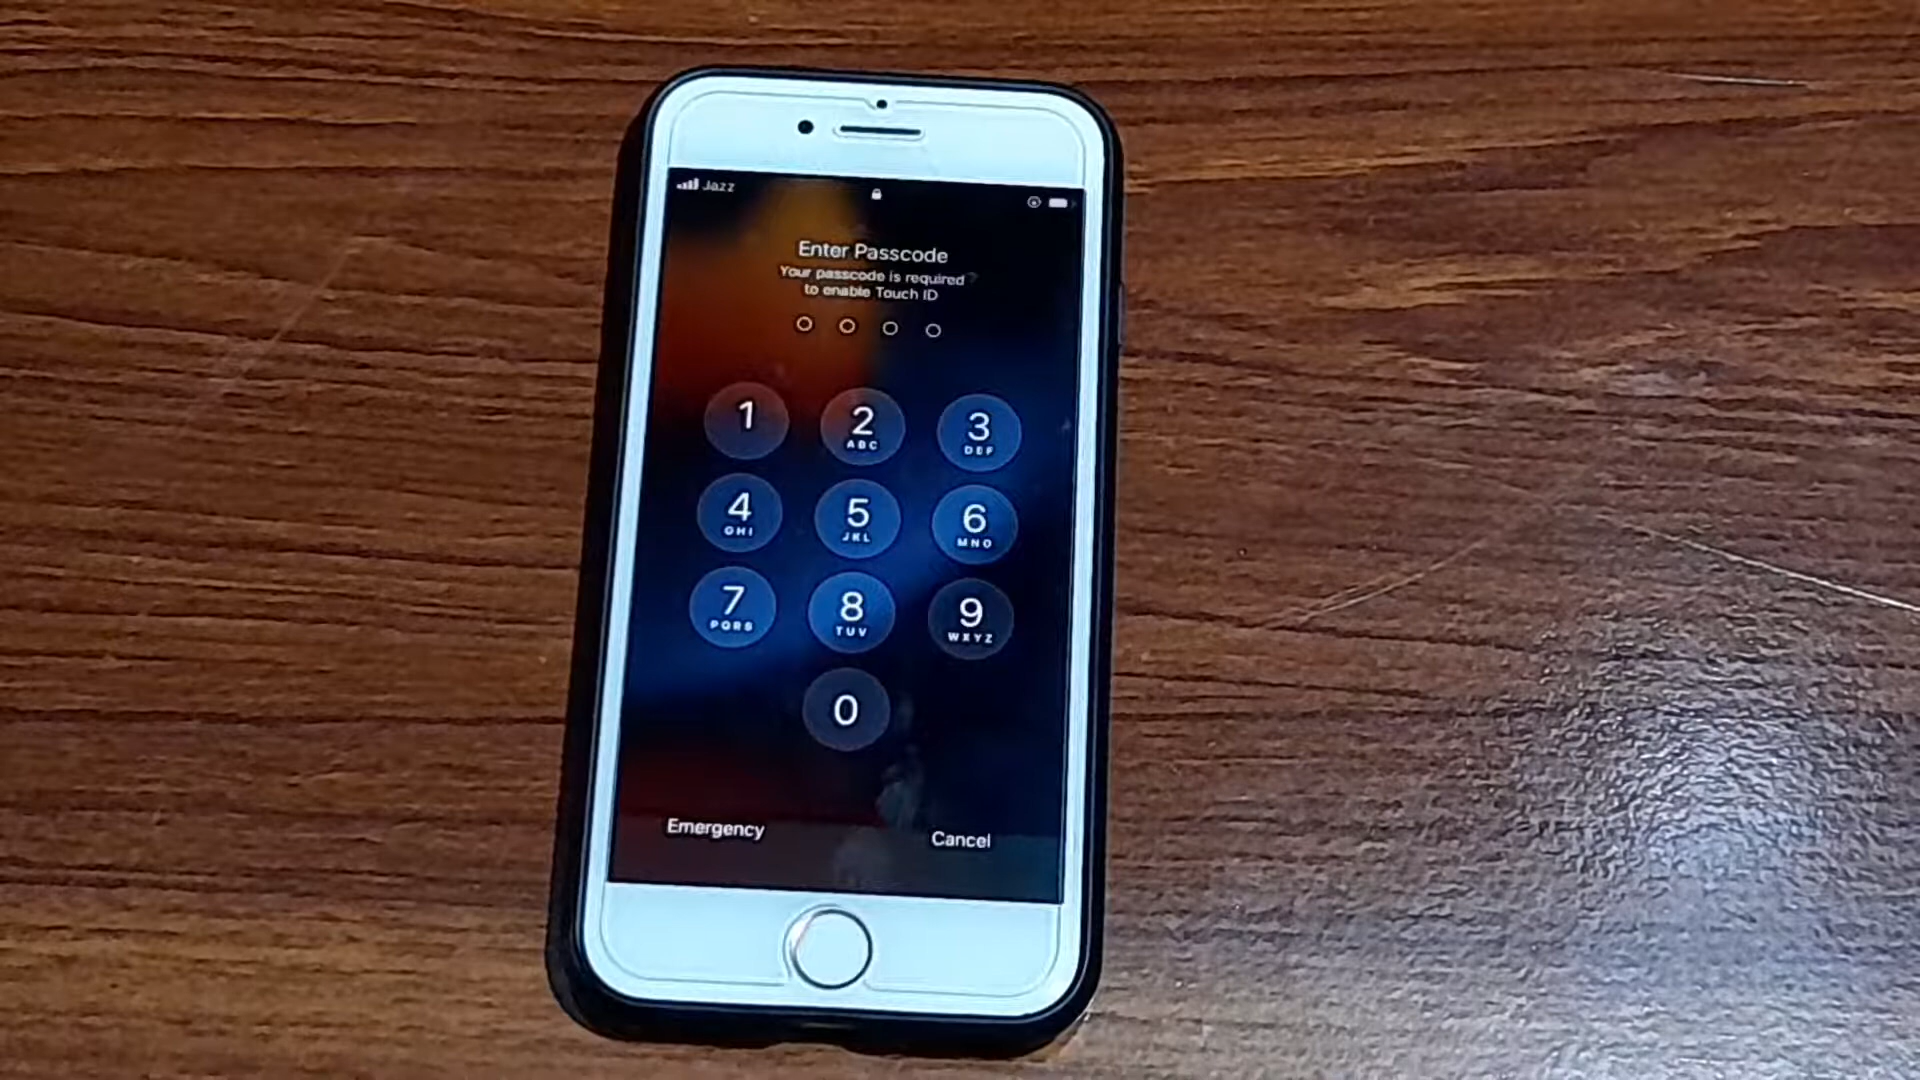 Jazz
Enter Passcode
Your passcode is required
to enable Touch ID
1
2
ABC
3
DEF
4
GHI
5
JKL
6
MNO
7
PQRS
8
TUV
9
WXYZ
0
Emergency
Cancel